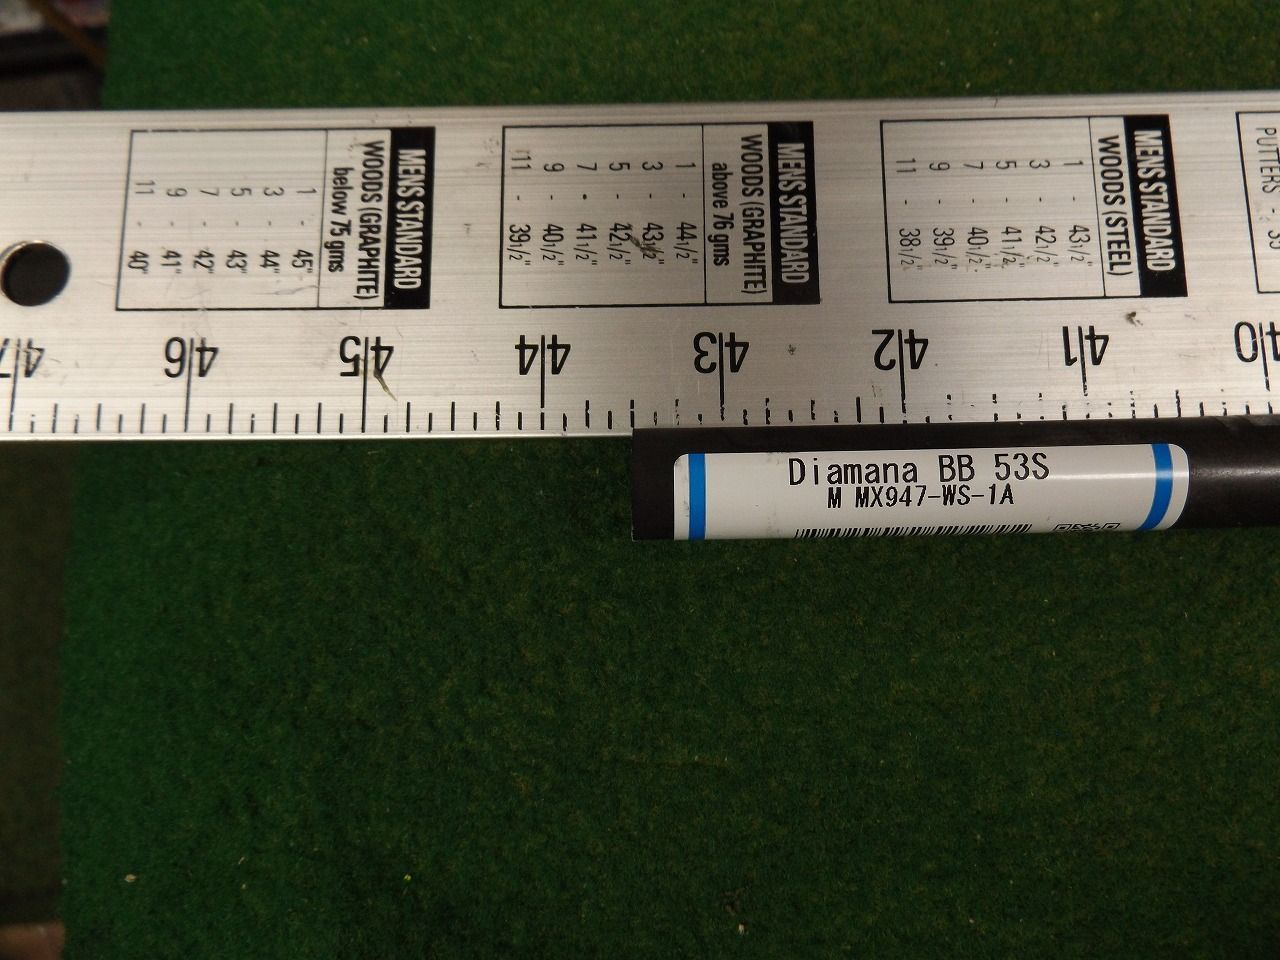 MENS STANDARD
WOODS (GRAPHITE)
below 75 gms
1 - 45"
3 - 44"
5 - 43"
7 - 42"
9 - 41"
11 - 40"
MENS STANDARD
WOODS (GRAPHITE)
above 76 gms
1 - 44 1/2"
3 - 43 1/2"
5 - 42 1/2"
7 - 41 1/2"
9 - 40 1/2"
11 - 39 1/2"
MENS STANDARD
WOODS (STEEL)
1 - 43 1/2"
3 - 42 1/2"
5 - 41 1/2"
7 - 40 1/2"
9 - 39 1/2"
11 - 38 1/2"
PUTTERS
47 46 45 44 43 42 41 40
Diamana BB 53S
M MX947-WS-1A